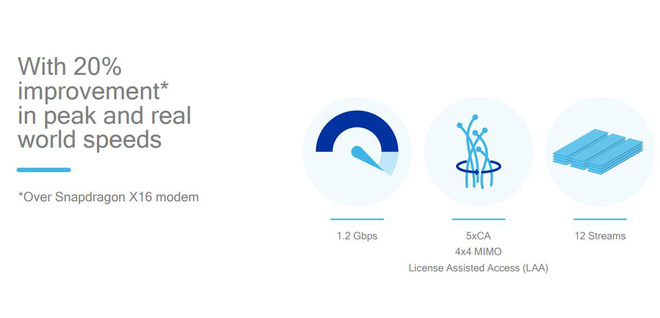 With 20%
improvement*
in peak and real
world speeds
*Over Snapdragon X16 modem
1.2 Gbps
5xCA
4x4 MIMO
License Assisted Access (LAA)
12 Streams